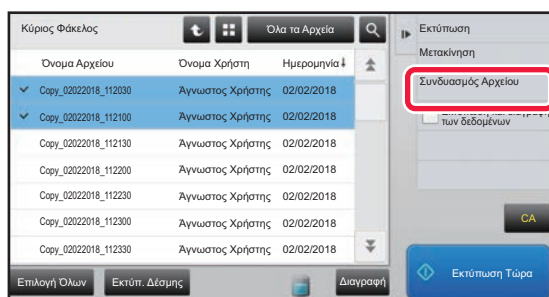 Κύριος Φάκελος
Όλα τα Αρχεία
Όνομα Αρχείου Όνομα Χρήστη Ημερομηνία
Copy_02022018_112030 Άγνωστος Χρήστης 02/02/2018
Copy_02022018_112100 Άγνωστος Χρήστης 02/02/2018
Copy_02022018_112130 Άγνωστος Χρήστης 02/02/2018
Copy_02022018_112200 Άγνωστος Χρήστης 02/02/2018
Copy_02022018_112230 Άγνωστος Χρήστης 02/02/2018
Copy_02022018_112300 Άγνωστος Χρήστης 02/02/2018
Copy_02022018_112330 Άγνωστος Χρήστης 02/02/2018
Επιλογή Όλων
Εκτύπ. Δέσμης
Διαγραφή
Εκτύπωση
Μετακίνηση
Συνδυασμός Αρχείου
των δεδομένων
CA
Εκτύπωση Τώρα